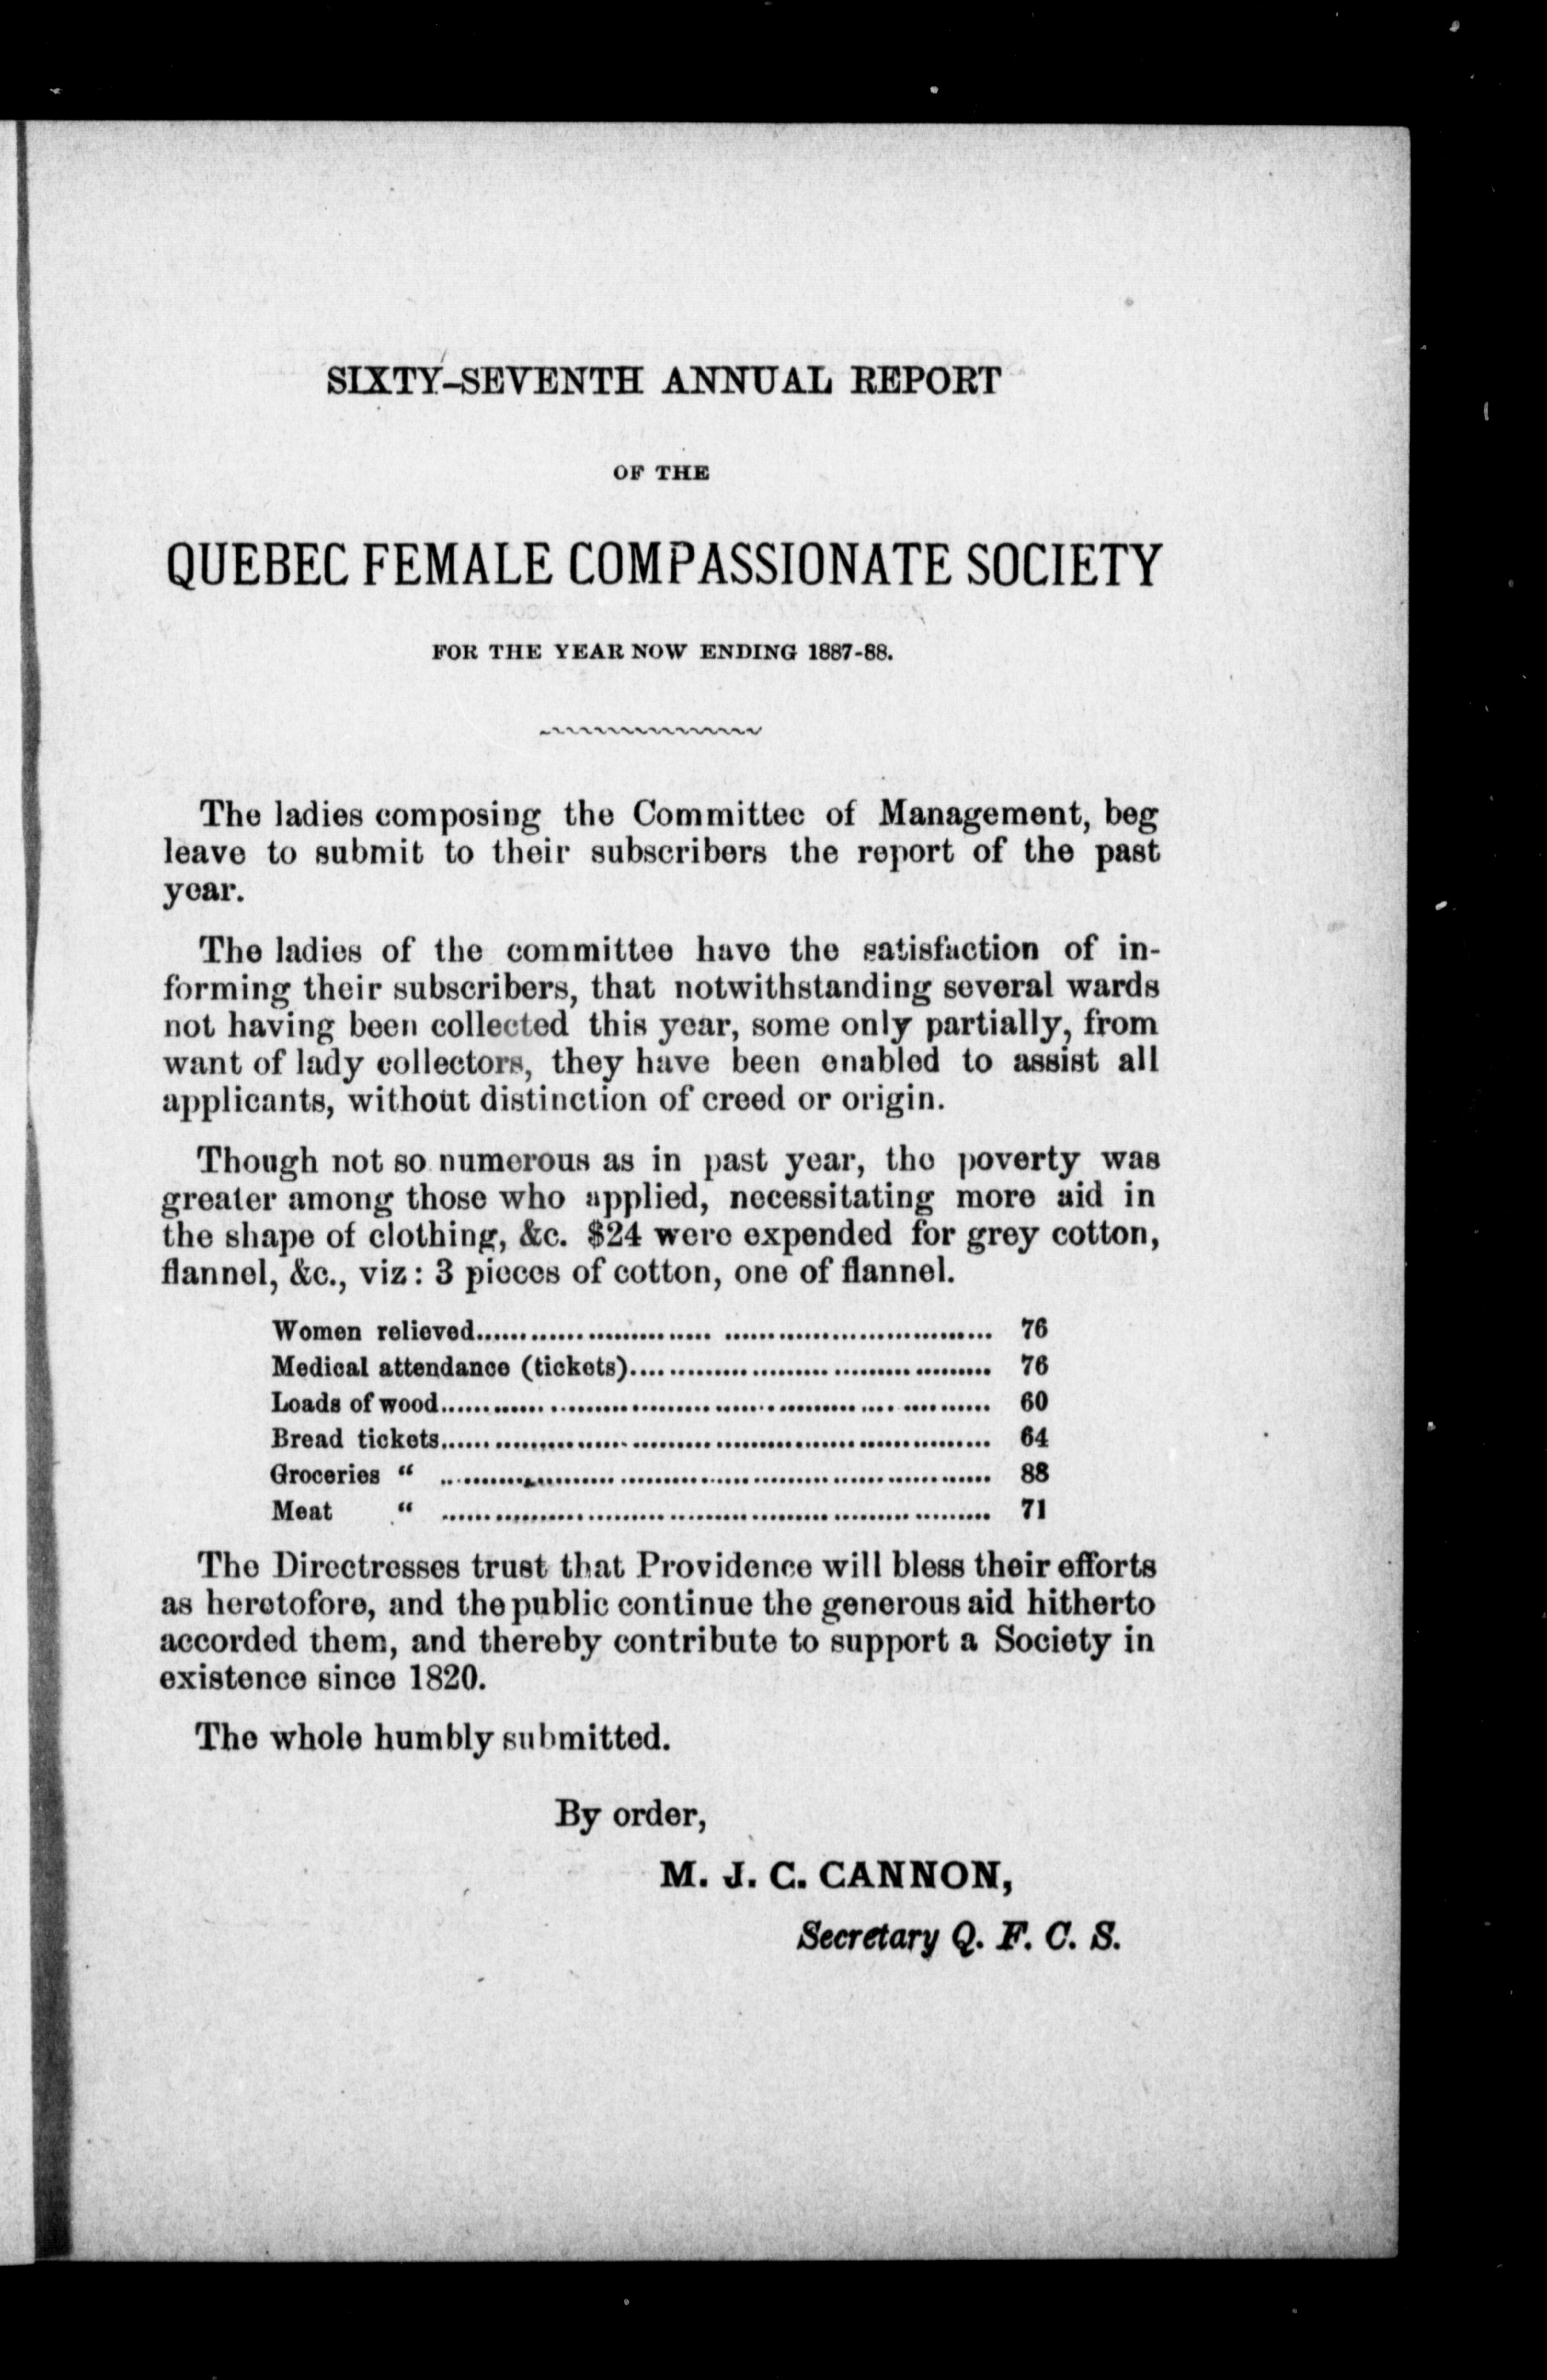 SIXTY-SEVENTH ANNUAL REPORT
OF THE
QUEBEC FEMALE COMPASSIONATE SOCIETY
FOR THE YEAR NOW ENDING 1887-88.
The ladies composing the Committee of Management, beg
leave to submit to their subscribers the report of the past
year.
The ladies of the committee have the satisfaction of in-
forming their subscribers, that notwithstanding several wards
not having been collected this year, some only partially, from
want of lady collectors, they have been enabled to assist all
applicants, without distinction of creed or origin.
Though not so numerous as in past year, the poverty was
greater among those who applied, necessitating more aid in
the shape of clothing, &c. $24 were expended for grey cotton,
flannel, &c., viz: 3 pieces of cotton, one of flannel.
Women relieved........................................................ 76
Medical attendance (tickets)........................................ 76
Loads of wood............................................................ 60
Bread tickets............................................................. 64
Groceries “ ............................................................. 88
Meat “ ............................................................. 71
The Directresses trust that Providence will bless their efforts
as heretofore, and the public continue the generous aid hitherto
accorded them, and thereby contribute to support a Society in
existence since 1820.
The whole humbly submitted.
By order,
M. J. C. CANNON,
Secretary Q. F. C. S.